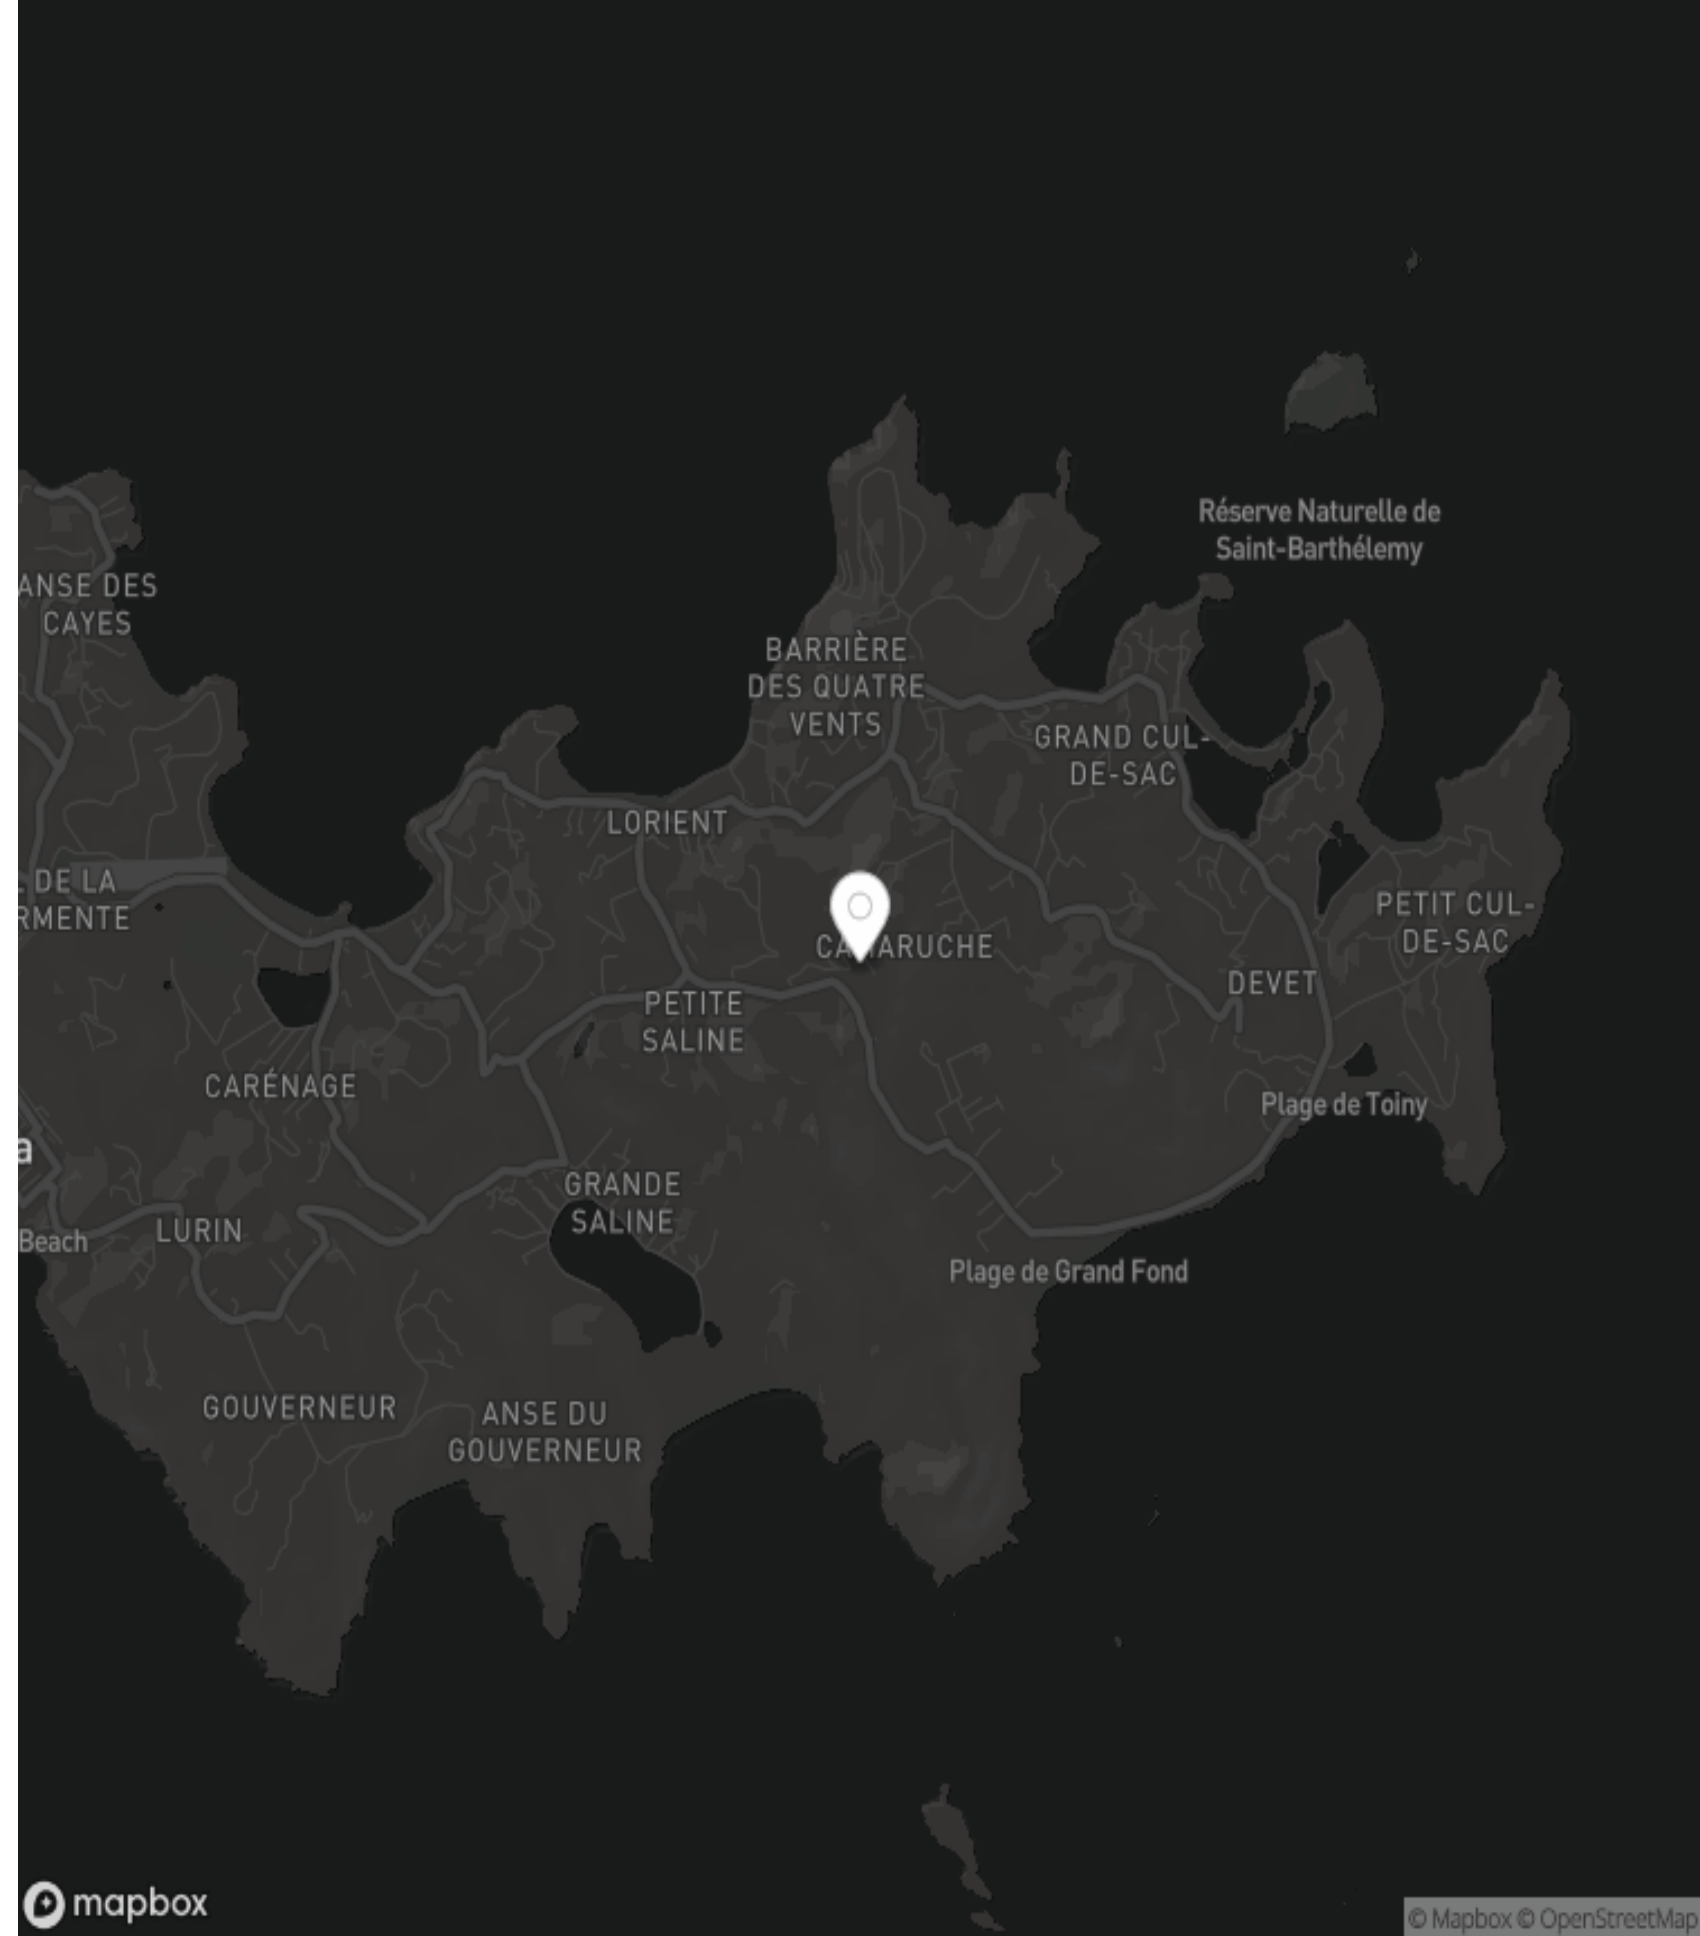 Réserve Naturelle de
Saint-Barthélemy
ANSE DES
CAYES
BARRIÈRE
DES QUATRE
VENTS
GRAND CUL-
DE-SAC
LORIENT
DE LA
RMENTE
PETIT CUL-
DE-SAC
DEVET
PETITE
SALINE
CARÉNAGE
Plage de Toiny
a
GRANDE
SALINE
LURIN
Beach
Plage de Grand Fond
GOUVERNEUR
ANSE DU
GOUVERNEUR
mapbox
© Mapbox © OpenStreetMap